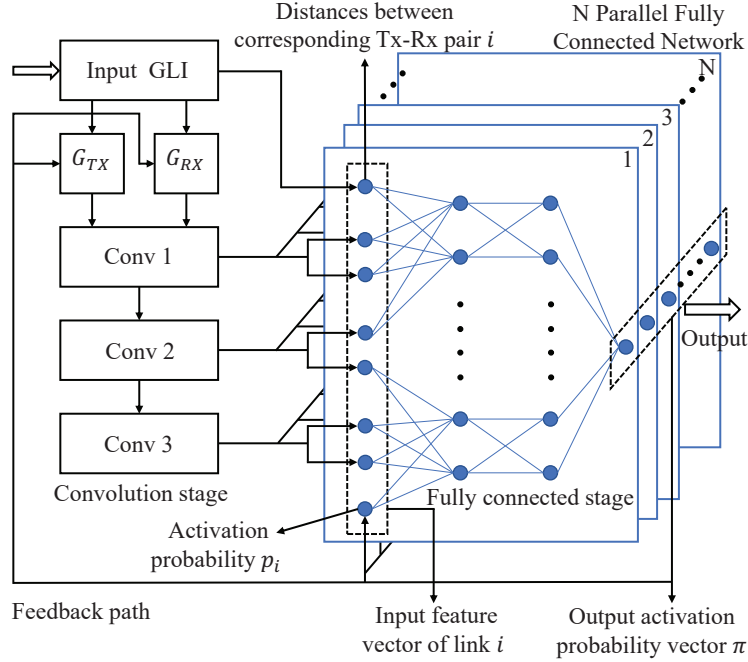 Distances between
corresponding Tx-Rx pair i
N Parallel Fully
Connected Network
Input GLI
N
3
2
1
G_TX
G_RX
Conv 1
Conv 2
Conv 3
Convolution stage
Output
Fully connected stage
Activation
probability p_i
Feedback path
Input feature
vector of link i
Output activation
probability vector π